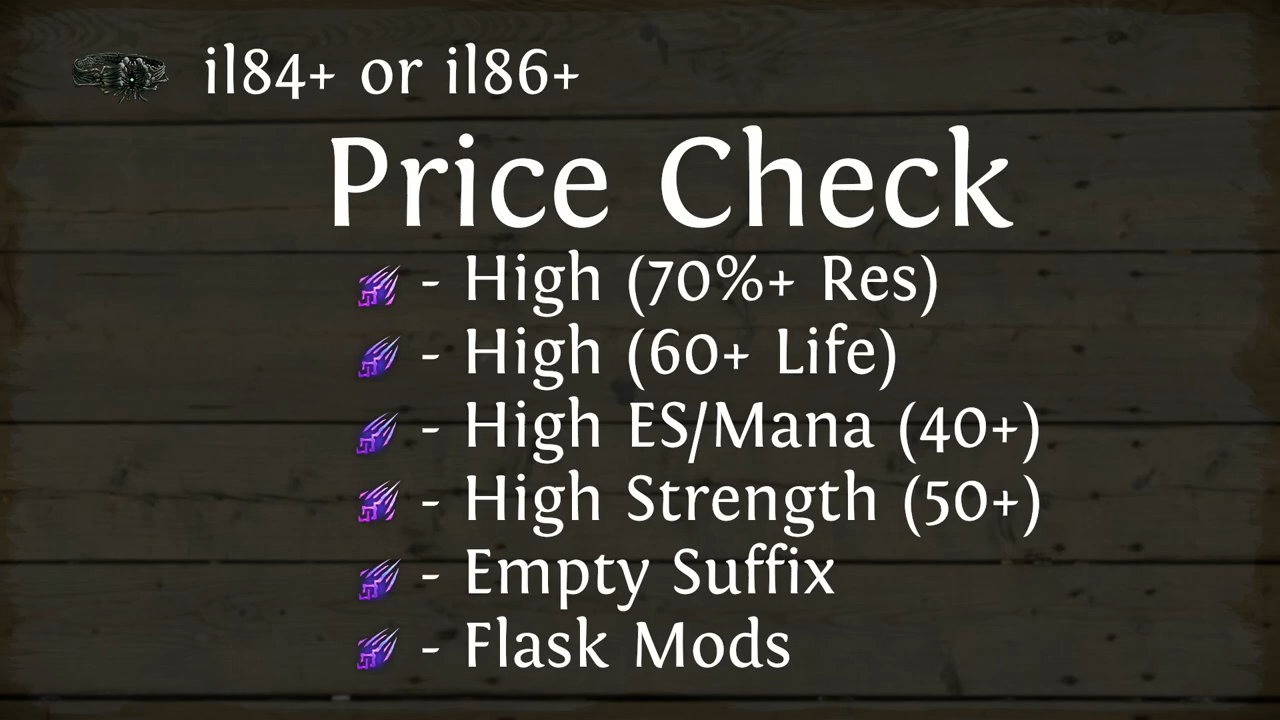 il84+ or il86+
Price Check
- High (70%+ Res)
- High (60+ Life)
- High ES/Mana (40+)
- High Strength (50+)
- Empty Suffix
- Flask Mods